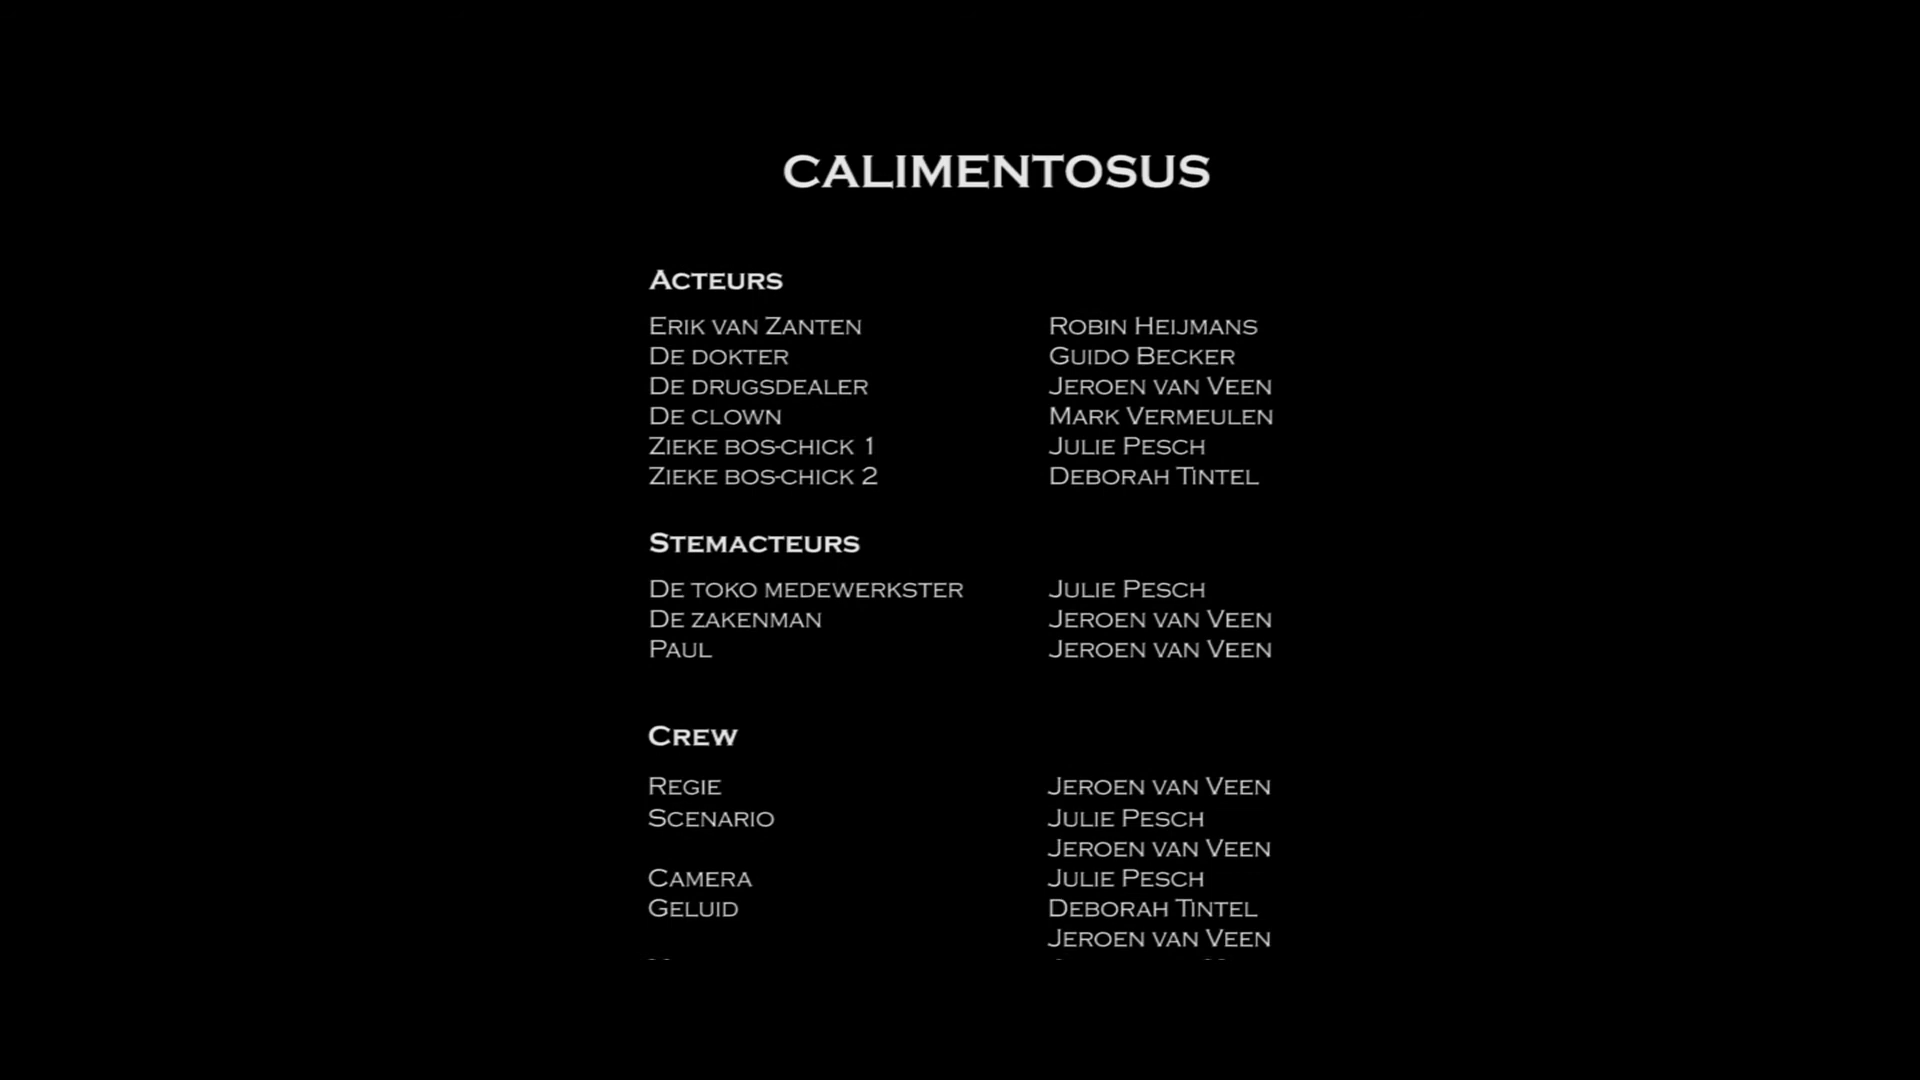 CALIMENTOSUS
ACTEURS
ERIK VAN ZANTEN ROBIN HEIJMANS
DE DOKTER GUIDO BECKER
DE DRUGSDEALER JEROEN VAN VEEN
DE CLOWN MARK VERMEULEN
ZIEKE BOS-CHICK 1 JULIE PESCH
ZIEKE BOS-CHICK 2 DEBORAH TINTEL
STEMACTEURS
DE TOKO MEDEWERKSTER JULIE PESCH
DE ZAKENMAN JEROEN VAN VEEN
PAUL JEROEN VAN VEEN
CREW
REGIE JEROEN VAN VEEN
SCENARIO JULIE PESCH
JEROEN VAN VEEN
CAMERA JULIE PESCH
GELUID DEBORAH TINTEL
JEROEN VAN VEEN